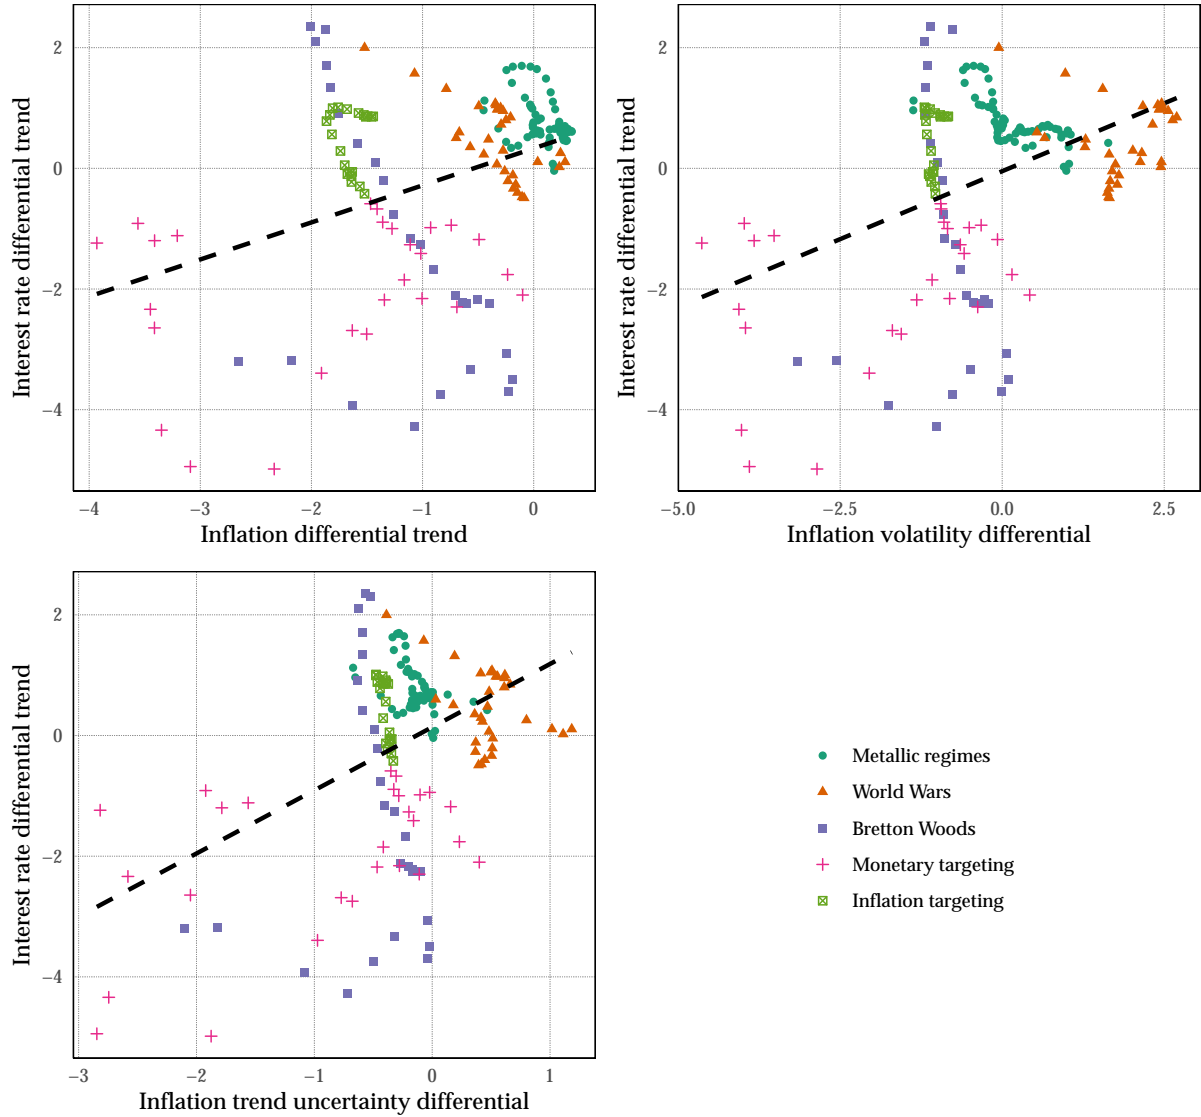 2
0
−2
−4
Interest rate differential trend
−4
−3
−2
−1
0
Inflation differential trend
2
0
−2
−4
Interest rate differential trend
−5.0
−2.5
0.0
2.5
Inflation volatility differential
2
0
−2
−4
Interest rate differential trend
−3
−2
−1
0
1
Inflation trend uncertainty differential
Metallic regimes
World Wars
Bretton Woods
Monetary targeting
Inflation targeting